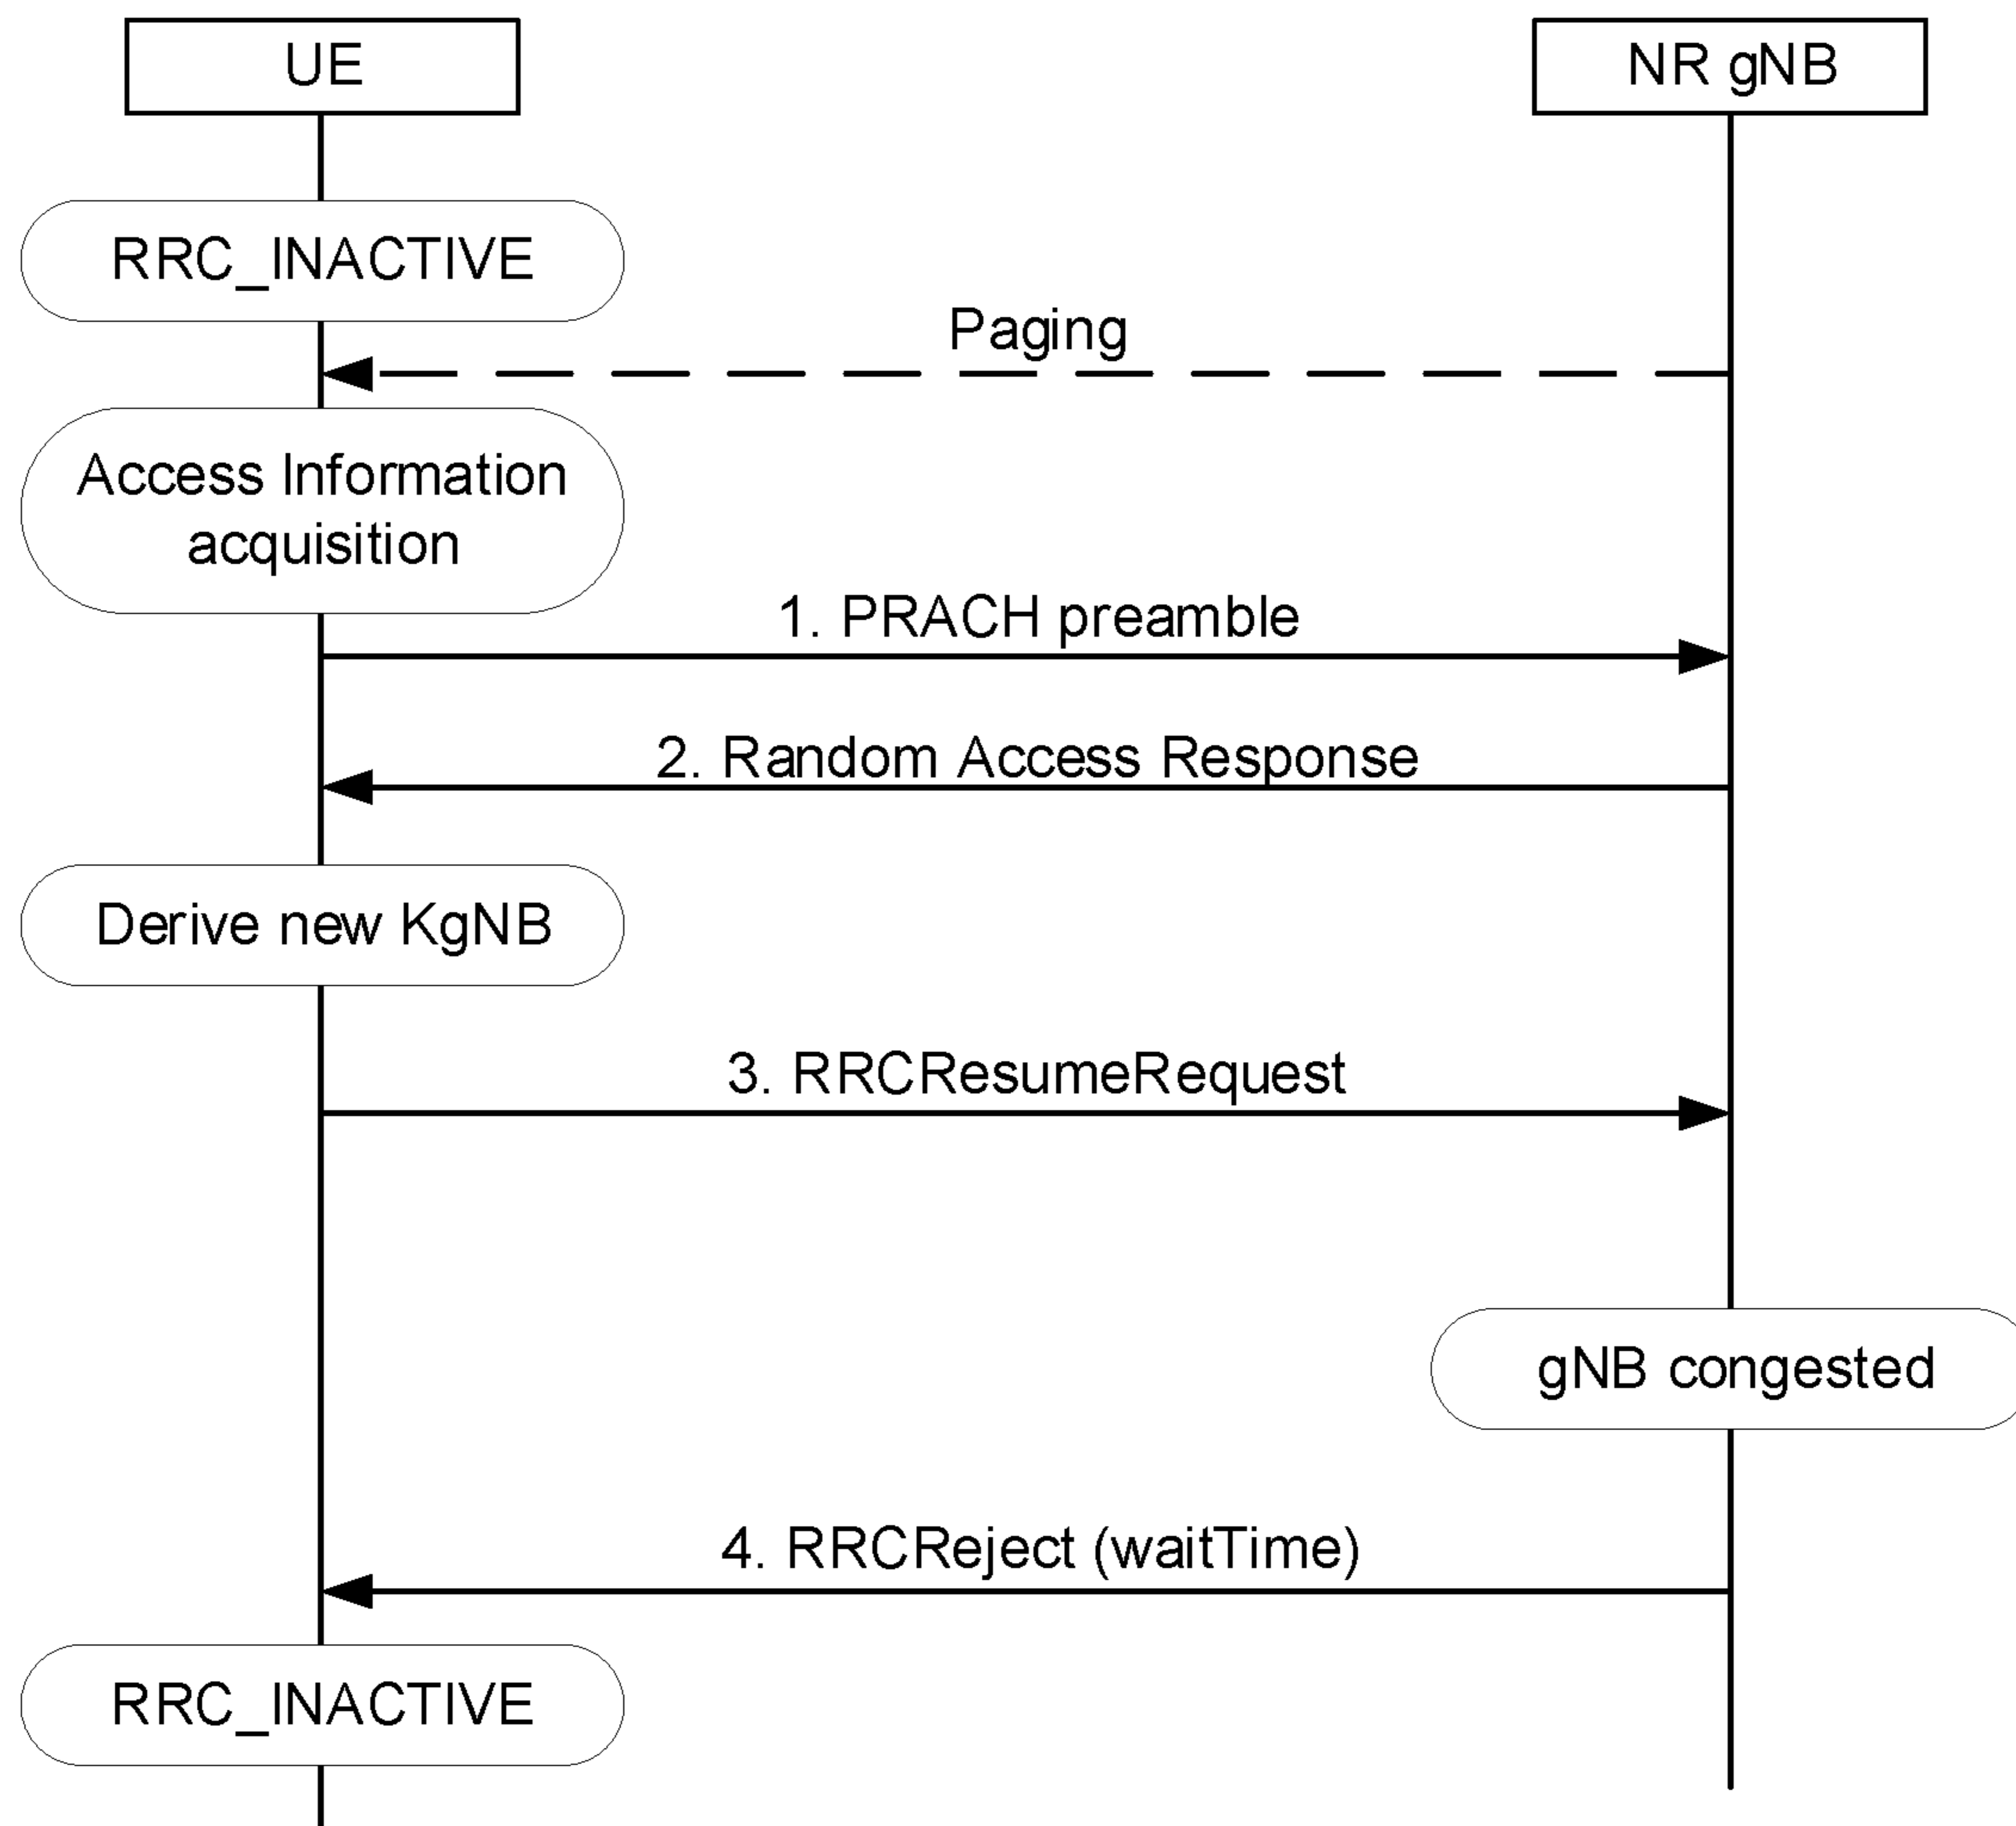 UE
NR gNB
RRC_INACTIVE
Paging
Access Information
acquisition
1. PRACH preamble
2. Random Access Response
Derive new KgNB
3. RRCResumeRequest
gNB congested
4. RRCReject (waitTime)
RRC_INACTIVE